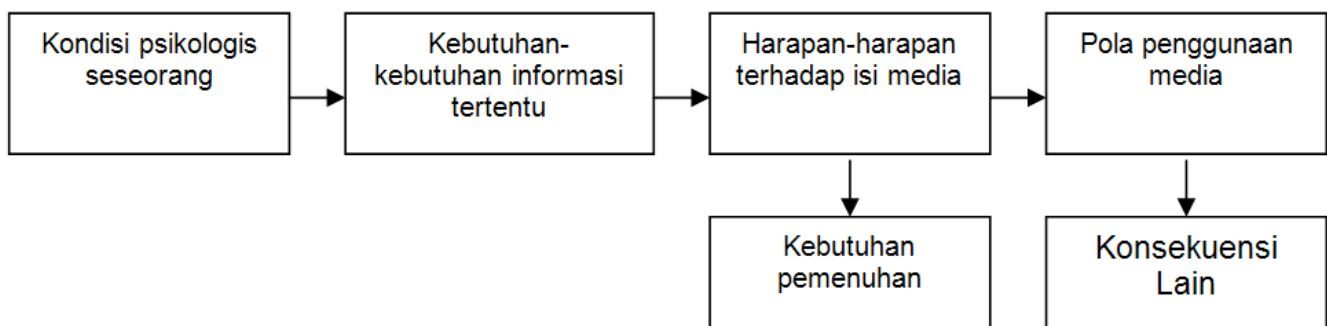 Kondisi psikologis
seseorang
Kebutuhan-
kebutuhan informasi
tertentu
Harapan-harapan
terhadap isi media
Pola penggunaan
media
Kebutuhan
pemenuhan
Konsekuensi
Lain